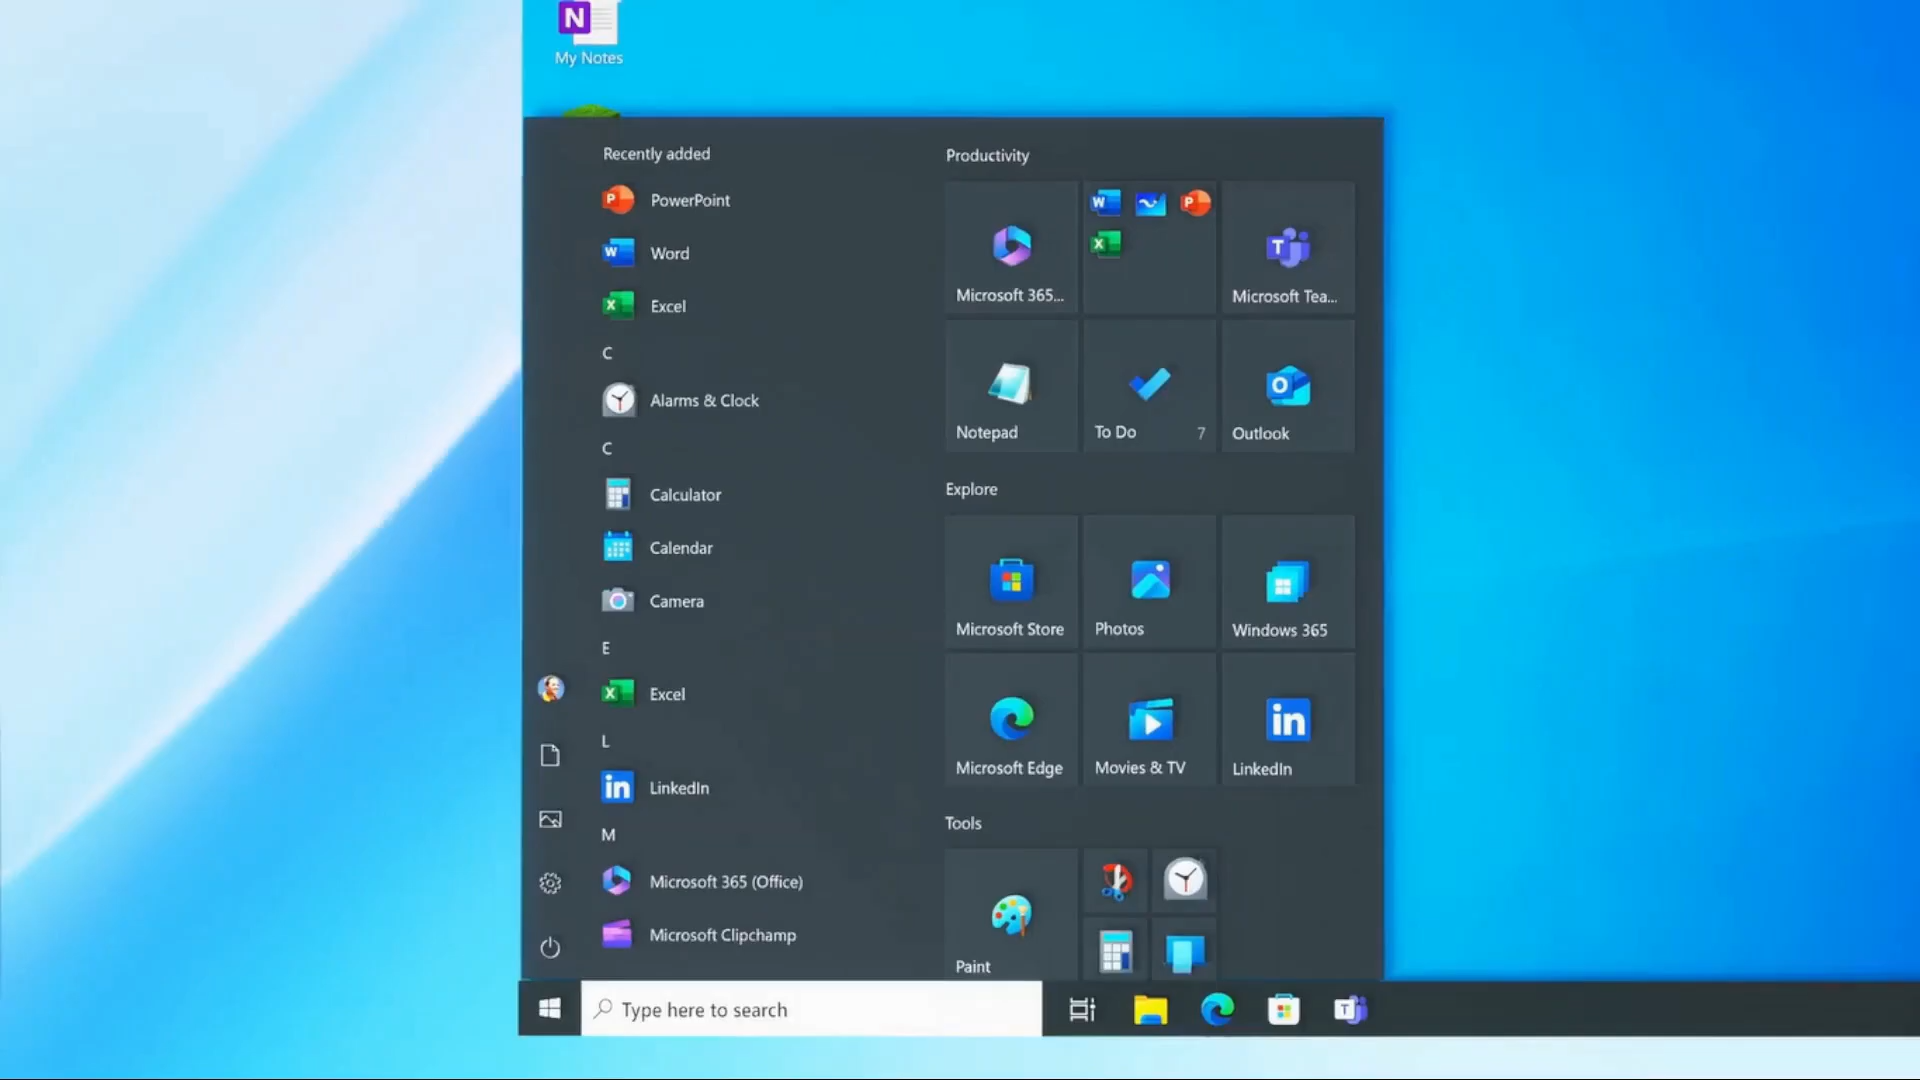 N
My Notes
Recently added
PowerPoint
Word
Excel
C
Alarms & Clock
C
Calculator
Calendar
Camera
E
Excel
L
LinkedIn
M
Microsoft 365 (Office)
Microsoft Clipchamp
Productivity
Microsoft 365...
Microsoft Tea...
Notepad
To Do 7
Outlook
Explore
Microsoft Store
Photos
Windows 365
Microsoft Edge
Movies & TV
LinkedIn
Tools
Paint
Type here to search